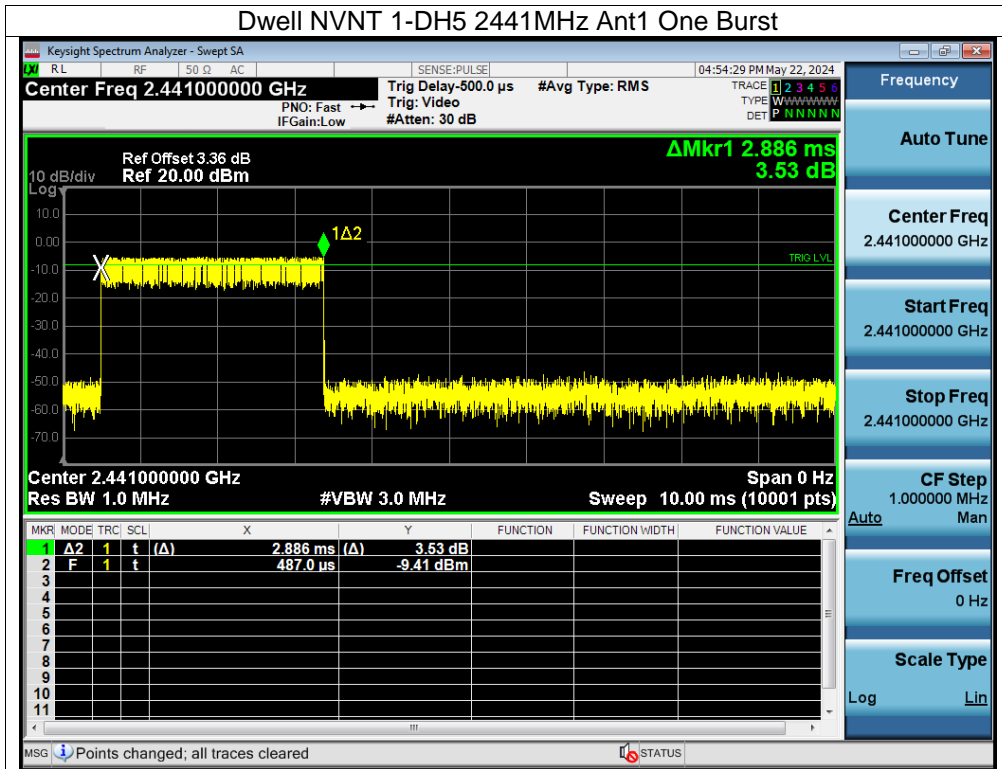 Dwell NVNT 1-DH5 2441MHz Ant1 One Burst
Keysight Spectrum Analyzer - Swept SA
LXI RL RF 50 Ω AC SENSE:PULSE 04:54:29 PM May 22, 2024
Center Freq 2.441000000 GHz Trig Delay-500.0 µs #Avg Type: RMS TRACE 1 2 3 4 5 6
PNO: Fast Trig: Video TYPE WWWWWW
IFGain:Low #Atten: 30 dB DET P N N N N N
ΔMkr1 2.886 ms
3.53 dB
Ref Offset 3.36 dB
10 dB/div Ref 20.00 dBm
Log
10.0
0.00
-10.0
-20.0
-30.0
-40.0
-50.0
-60.0
-70.0
1Δ2
TRIG LVL
Center 2.441000000 GHz Span 0 Hz
Res BW 1.0 MHz #VBW 3.0 MHz Sweep 10.00 ms (10001 pts)
MKR MODE TRC SCL X Y FUNCTION FUNCTION WIDTH FUNCTION VALUE
1 Δ2 1 t (Δ) 2.886 ms (Δ) 3.53 dB
2 F 1 t 487.0 µs -9.41 dBm
3
4
5
6
7
8
9
10
11
MSG Points changed; all traces cleared STATUS
Frequency
Auto Tune
Center Freq
2.441000000 GHz
Start Freq
2.441000000 GHz
Stop Freq
2.441000000 GHz
CF Step
1.000000 MHz
Auto Man
Freq Offset
0 Hz
Scale Type
Log Lin